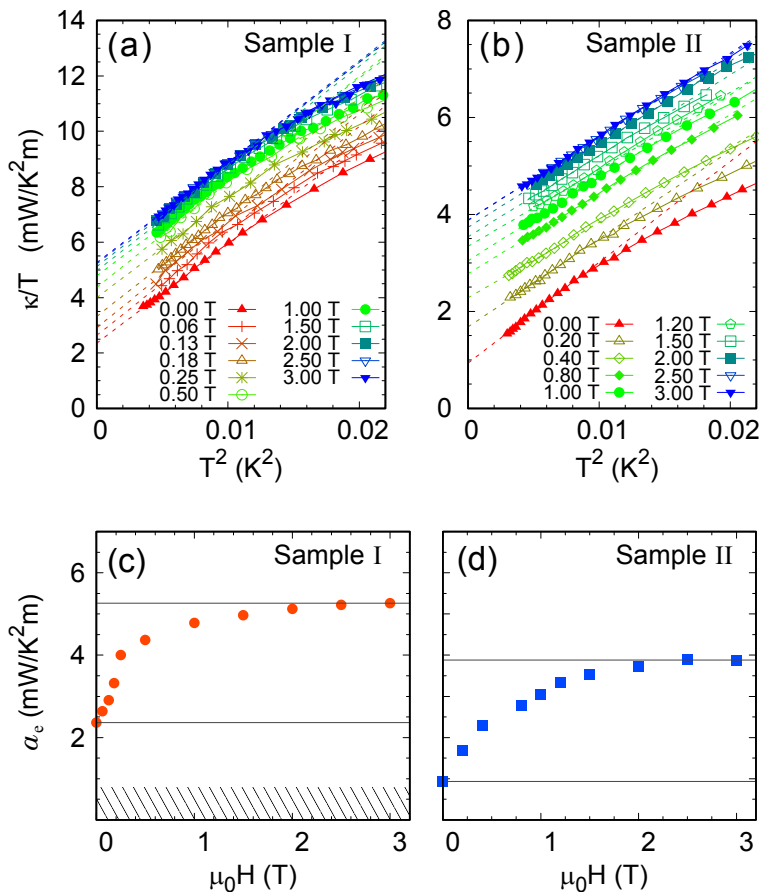 (a) Sample I
κ/T (mW/K²m)
14
12
10
8
6
4
2
0
0.00 T
0.06 T
0.13 T
0.18 T
0.25 T
0.50 T
1.00 T
1.50 T
2.00 T
2.50 T
3.00 T
0 0.01 0.02
T² (K²)
(b) Sample II
8
6
4
2
0
0.00 T
0.20 T
0.40 T
0.80 T
1.00 T
1.20 T
1.50 T
2.00 T
2.50 T
3.00 T
0 0.01 0.02
T² (K²)
(c) Sample I
aₑ (mW/K²m)
6
4
2
0 1 2 3
μ₀H (T)
(d) Sample II
0 1 2 3
μ₀H (T)